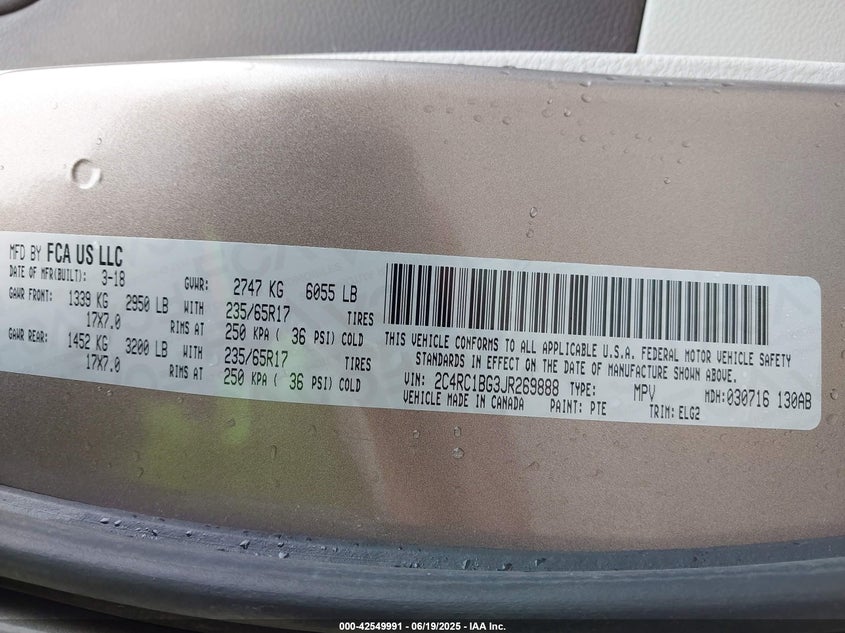 MFD BY FCA US LLC
DATE OF MFR(BUILT): 3-18 GVWR: 2747 KG 6055 LB
GAWR FRONT: 1339 KG 2950 LB WITH 235/65R17 TIRES
17X7.0 RIMS AT 250 KPA ( 36 PSI) COLD
GAWR REAR: 1452 KG 3200 LB WITH 235/65R17 TIRES
17X7.0 RIMS AT 250 KPA ( 36 PSI) COLD
THIS VEHICLE CONFORMS TO ALL APPLICABLE U.S.A. FEDERAL MOTOR VEHICLE SAFETY
STANDARDS IN EFFECT ON THE DATE OF MANUFACTURE SHOWN ABOVE.
VIN: 2C4RC1BG3JR269888 TYPE: MPV MDH:030716 130AB
VEHICLE MADE IN CANADA PAINT: PTE TRIM: ELG2
000-42549991 - 06/19/2025 - IAA Inc.